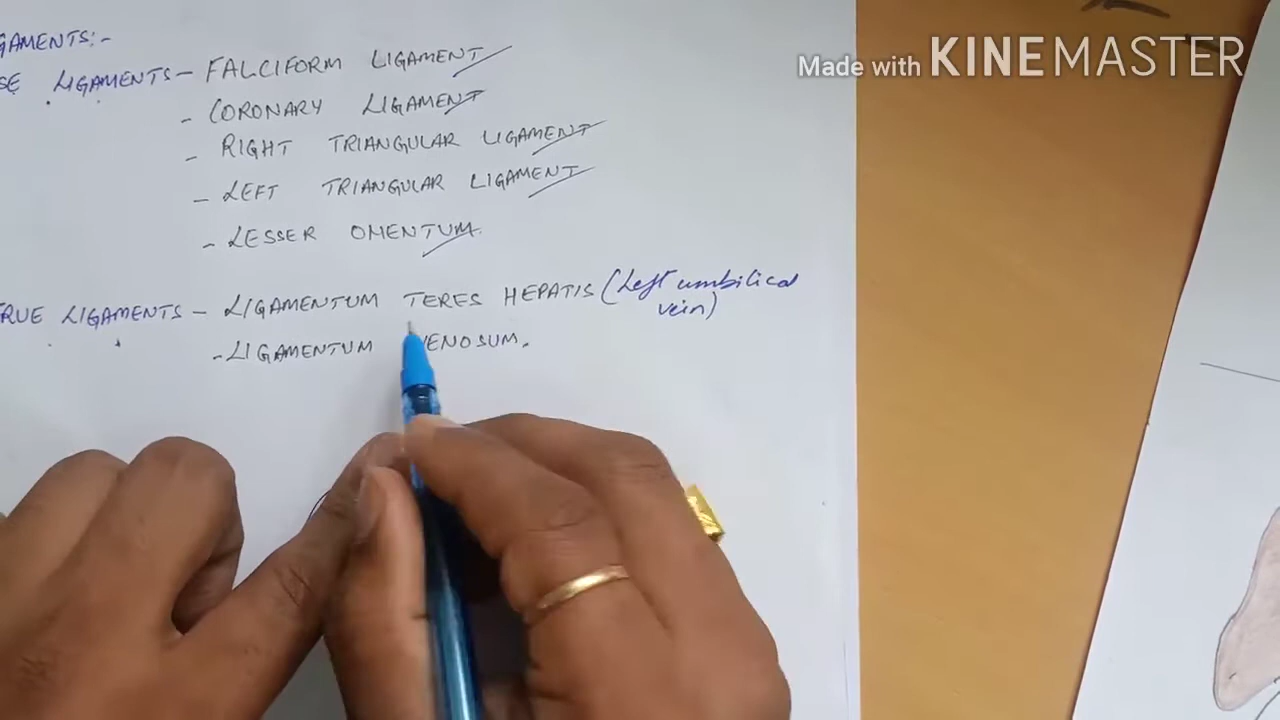 GAMENTS:-
SE LIGAMENTS - FALCIFORM LIGAMENT
- CORONARY LIGAMENT
- RIGHT TRIANGULAR LIGAMENT
- LEFT TRIANGULAR LIGAMENT
- LESSER OMENTUM
RUE LIGAMENTS - LIGAMENTUM TERES HEPATIS (Left umbilical vein)
- LIGAMENTUM VENOSUM.
Made with KINEMASTER